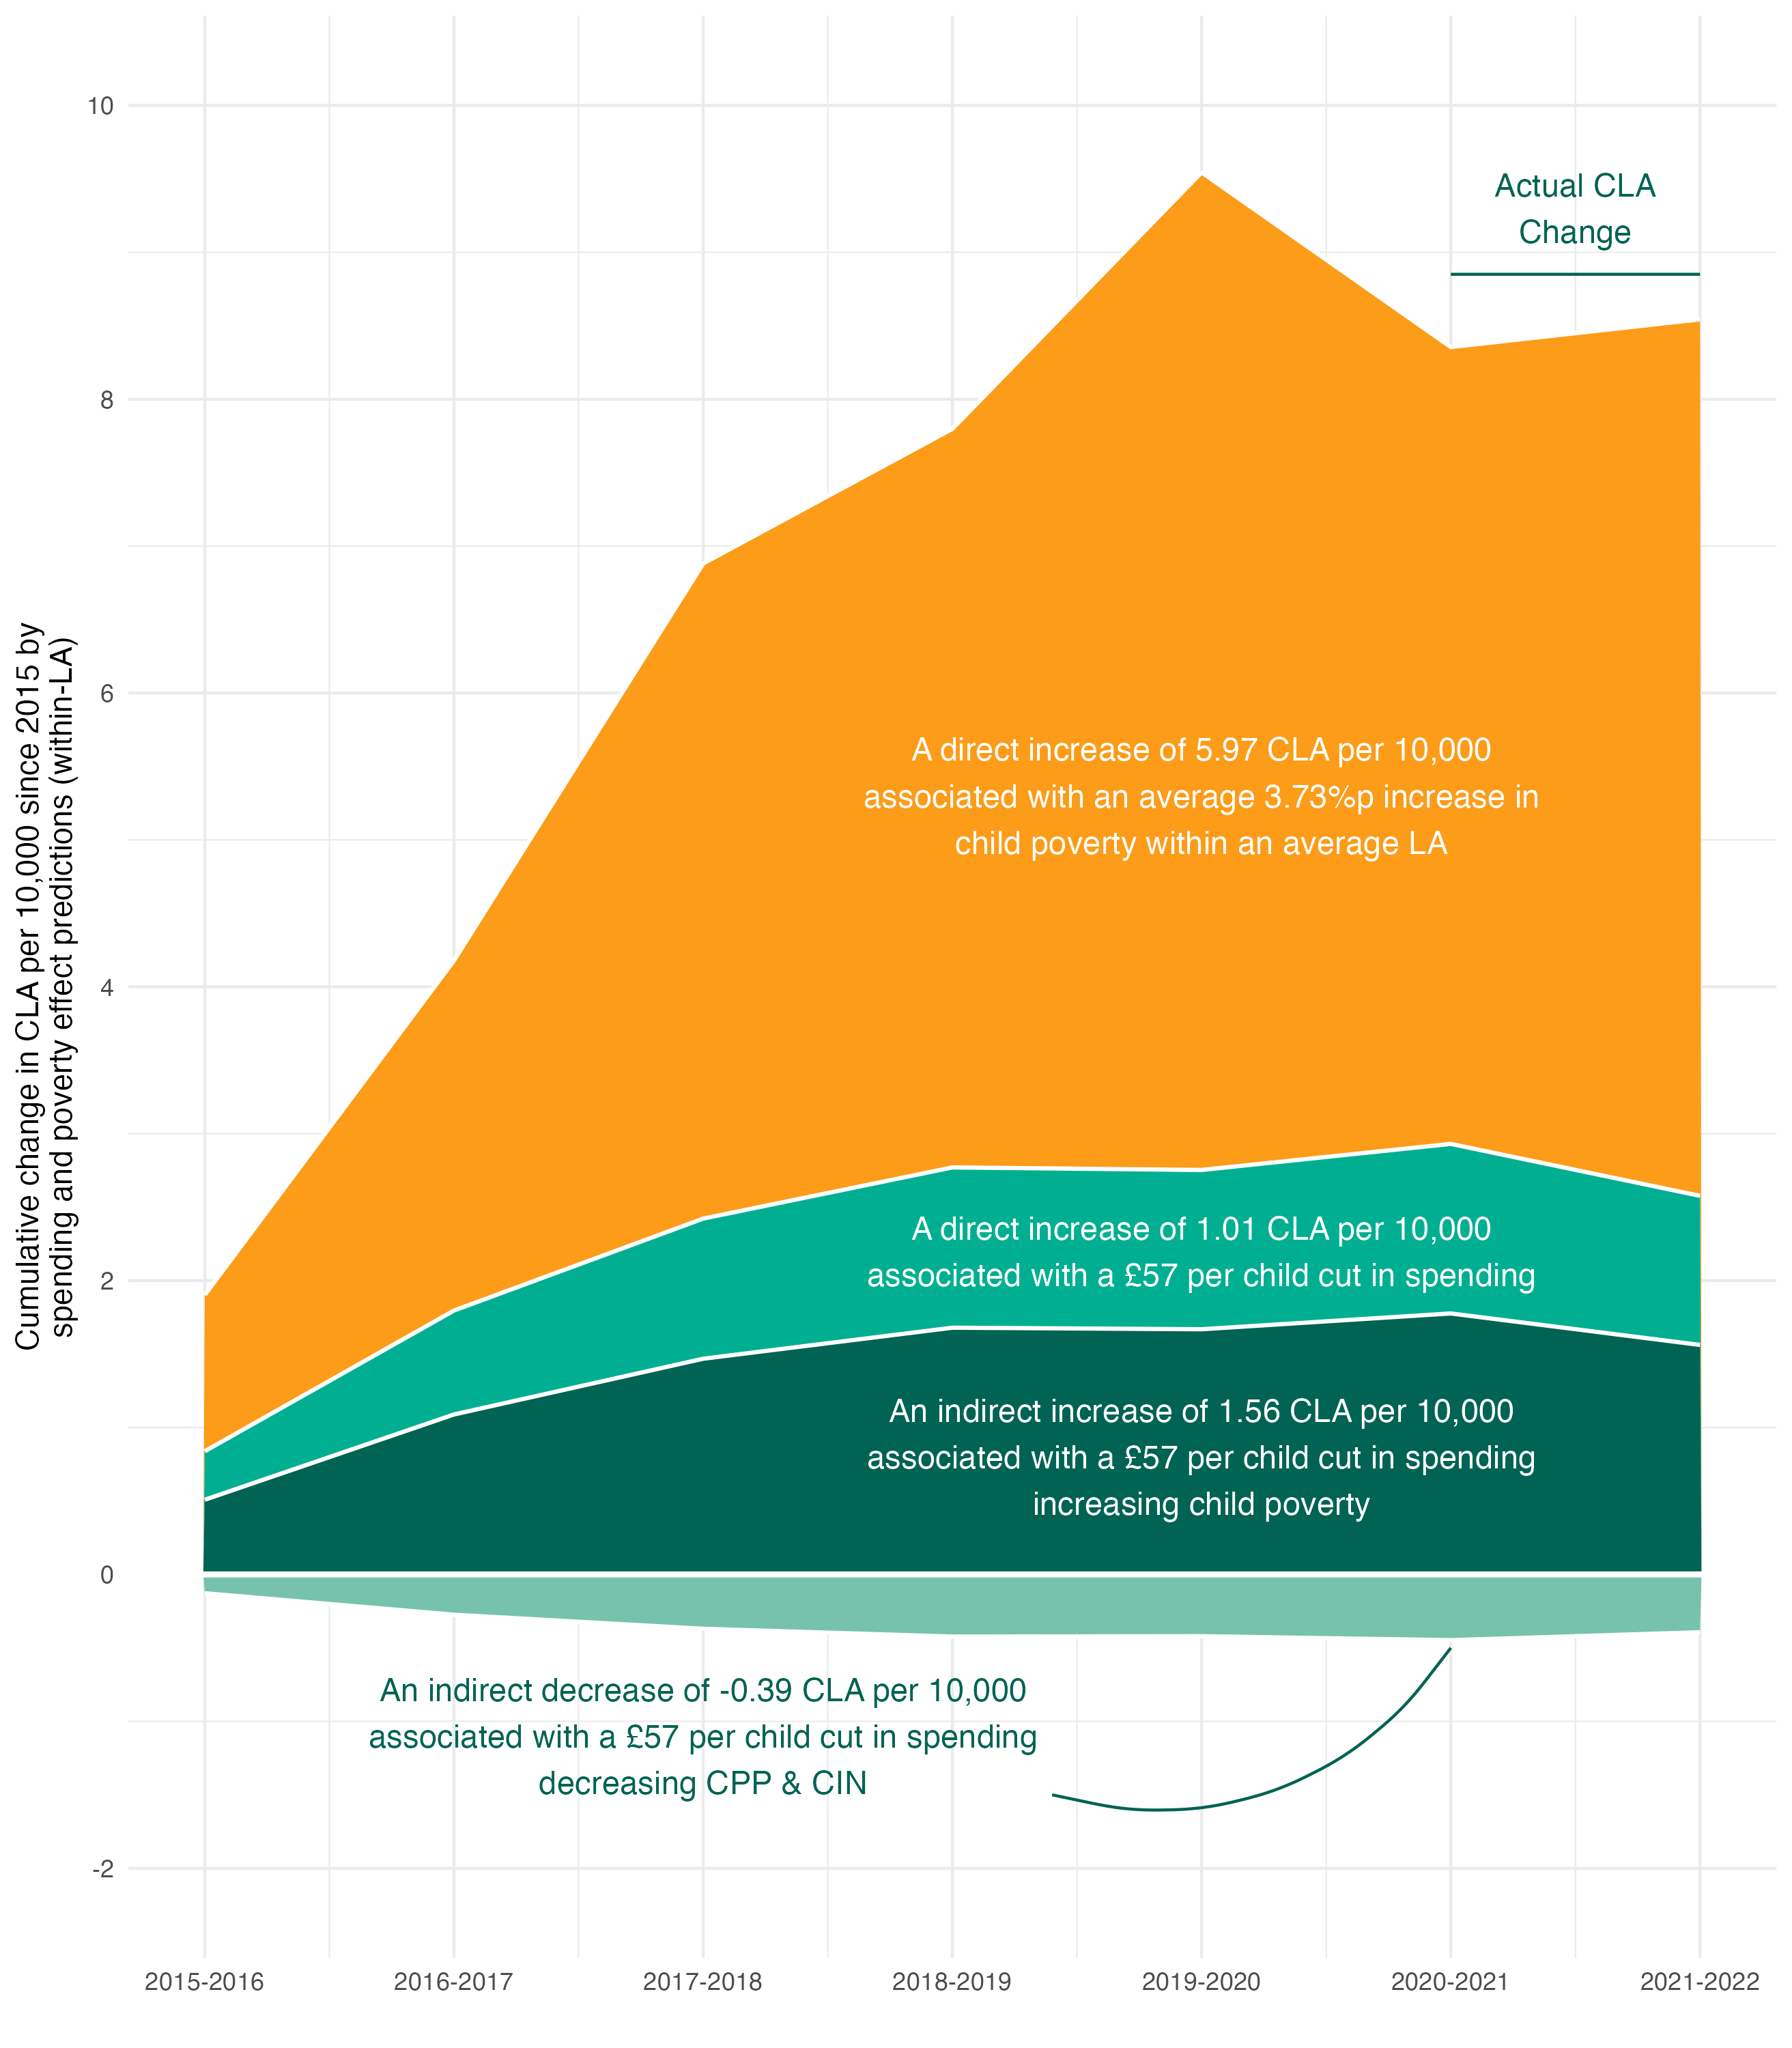 Cumulative change in CLA per 10,000 since 2015 by
spending and poverty effect predictions (within-LA)
10
8
6
4
2
0
-2
Actual CLA
Change
A direct increase of 5.97 CLA per 10,000
associated with an average 3.73%p increase in
child poverty within an average LA
A direct increase of 1.01 CLA per 10,000
associated with a £57 per child cut in spending
An indirect increase of 1.56 CLA per 10,000
associated with a £57 per child cut in spending
increasing child poverty
An indirect decrease of -0.39 CLA per 10,000
associated with a £57 per child cut in spending
decreasing CPP & CIN
2015-2016
2016-2017
2017-2018
2018-2019
2019-2020
2020-2021
2021-2022